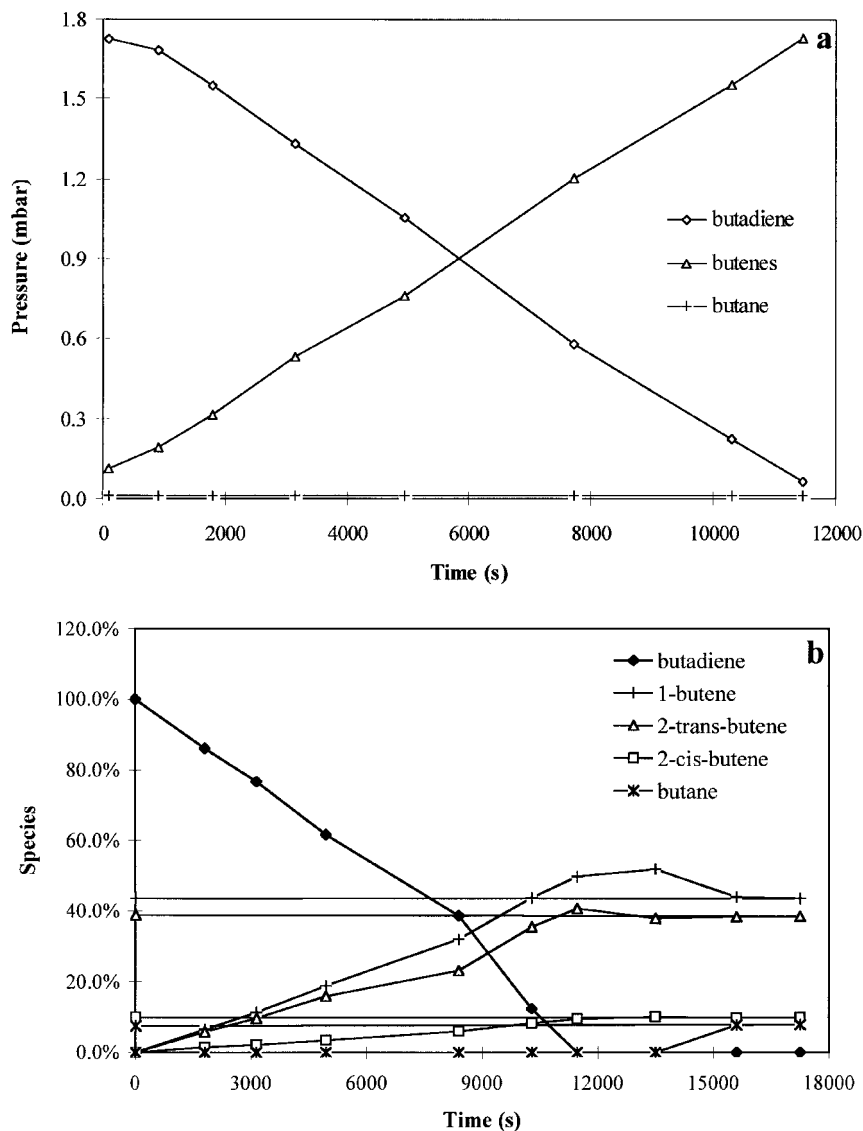 a
1.8
1.5
1.2
0.9
0.6
0.3
0.0
Pressure (mbar)
butadiene
butenes
butane
0 2000 4000 6000 8000 10000 12000
Time (s)
b
120.0%
100.0%
80.0%
60.0%
40.0%
20.0%
0.0%
Species
butadiene
1-butene
2-trans-butene
2-cis-butene
butane
0 3000 6000 9000 12000 15000 18000
Time (s)